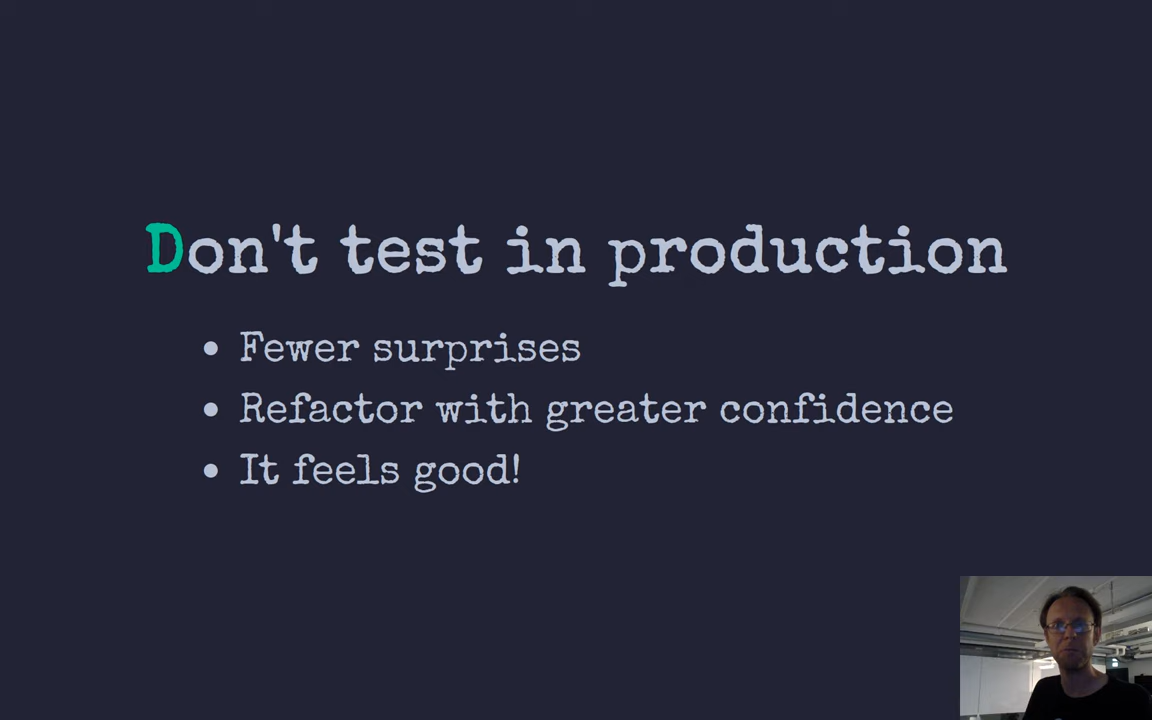 Don't test in production
• Fewer surprises
• Refactor with greater confidence
• It feels good!